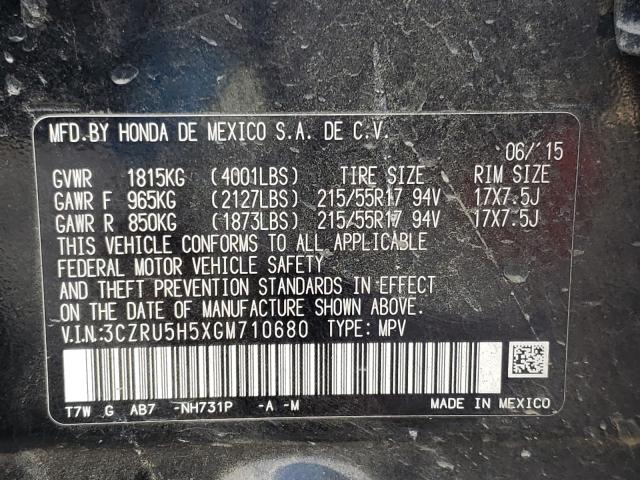 MFD. BY HONDA DE MEXICO S.A. DE C.V.
06/'15
GVWR 1815KG (4001LBS) TIRE SIZE RIM SIZE
GAWR F 965KG (2127LBS) 215/55R17 94V 17X7.5J
GAWR R 850KG (1873LBS) 215/55R17 94V 17X7.5J
THIS VEHICLE CONFORMS TO ALL APPLICABLE
FEDERAL MOTOR VEHICLE SAFETY
AND THEFT PREVENTION STANDARDS IN EFFECT
ON THE DATE OF MANUFACTURE SHOWN ABOVE.
V.I.N:3CZRU5H5XGM710680 TYPE: MPV
T7W G AB7 -NH731P -A -M MADE IN MEXICO